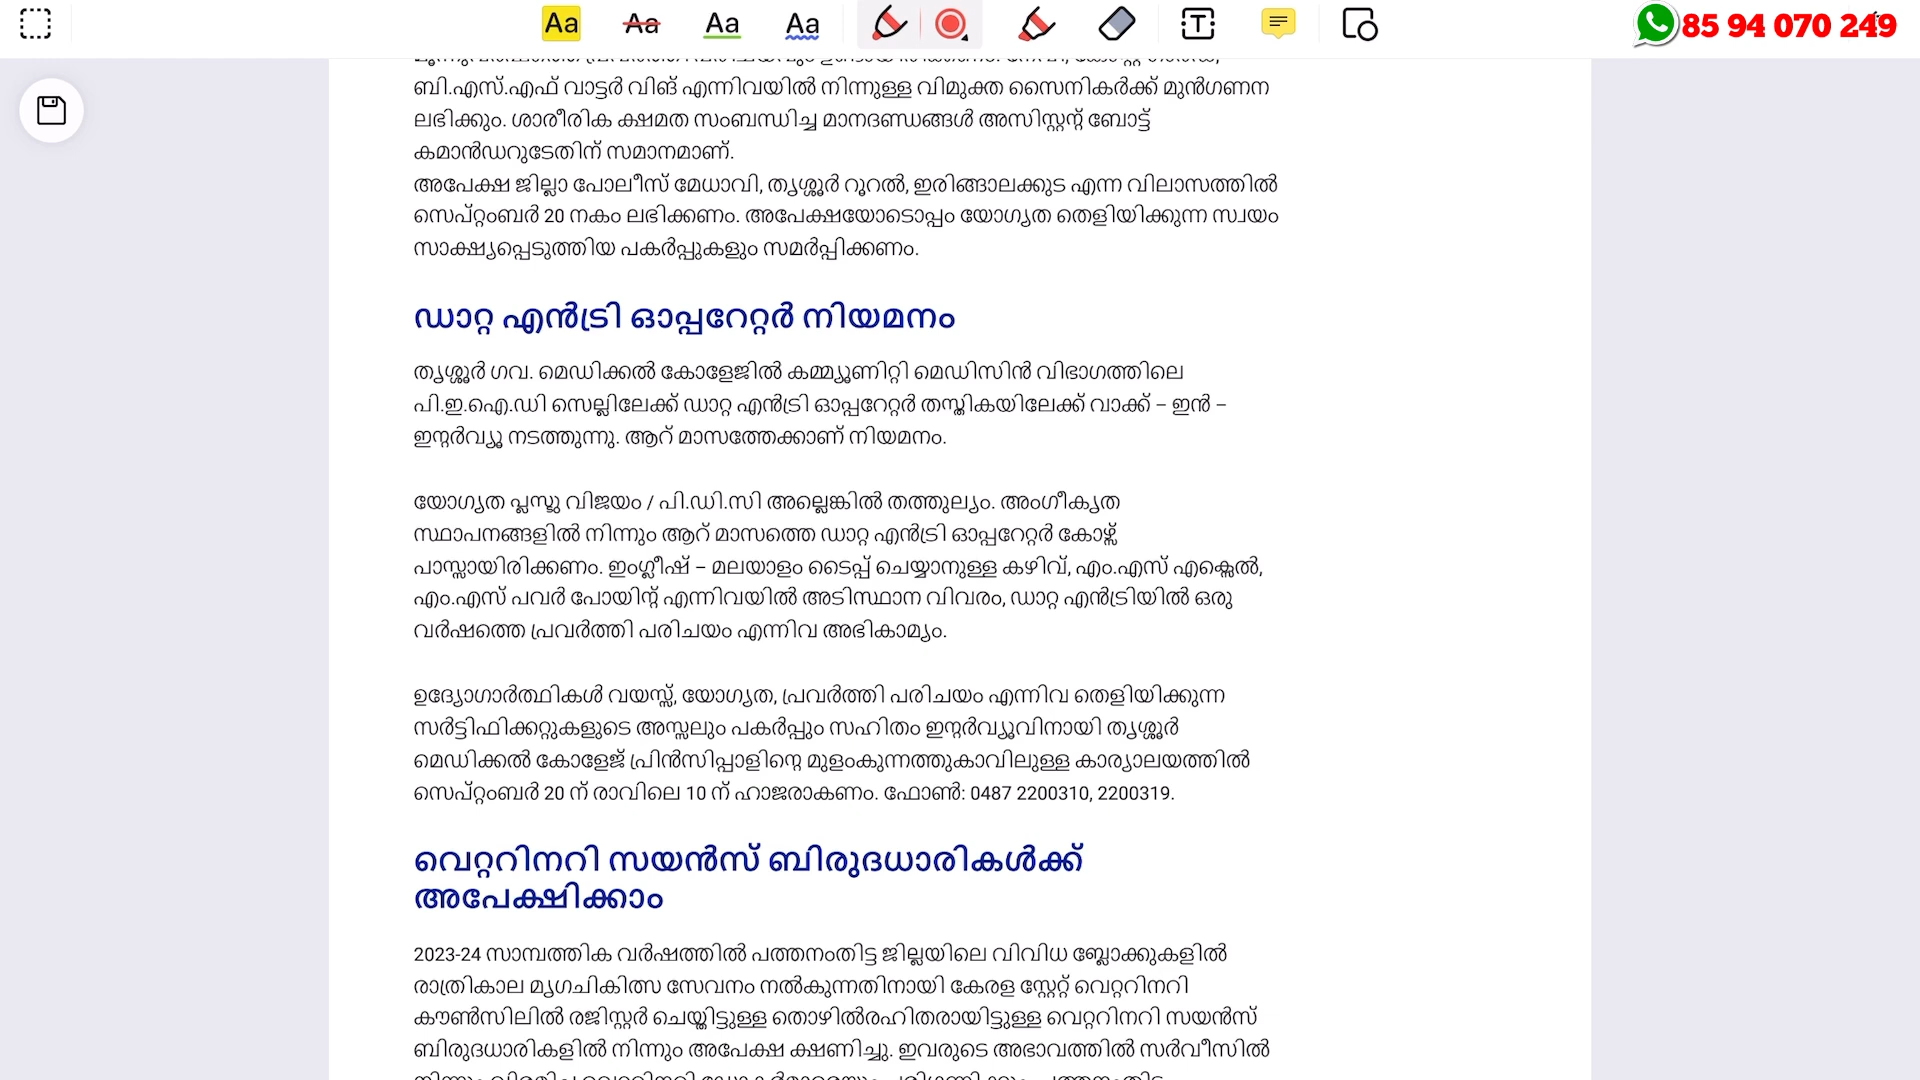 Aa Aa Aa Aa T
85 94 070 249
ബി.എസ്.എഫ് വാട്ടർ വിങ് എന്നിവയിൽ നിന്നുള്ള വിമുക്ത സൈനികർക്ക് മുൻഗണന
ലഭിക്കും. ശാരീരിക ക്ഷമത സംബന്ധിച്ച മാനദണ്ഡങ്ങൾ അസിസ്റ്റന്റ് ബോട്ട്
കമാൻഡറുടേതിന് സമാനമാണ്.
അപേക്ഷ ജില്ലാ പോലീസ് മേധാവി, തൃശ്ശൂർ റൂറൽ, ഇരിങ്ങാലക്കുട എന്ന വിലാസത്തിൽ
സെപ്റ്റംബർ 20 നകം ലഭിക്കണം. അപേക്ഷയോടൊപ്പം യോഗ്യത തെളിയിക്കുന്ന സ്വയം
സാക്ഷ്യപ്പെടുത്തിയ പകർപ്പുകളും സമർപ്പിക്കണം.
ഡാറ്റ എൻട്രി ഓപ്പറേറ്റർ നിയമനം
തൃശ്ശൂർ ഗവ. മെഡിക്കൽ കോളേജിൽ കമ്മ്യൂണിറ്റി മെഡിസിൻ വിഭാഗത്തിലെ
പി.ഇ.ഐ.ഡി സെല്ലിലേക്ക് ഡാറ്റ എൻട്രി ഓപ്പറേറ്റർ തസ്തികയിലേക്ക് വാക്ക് – ഇൻ –
ഇന്റർവ്യൂ നടത്തുന്നു. ആറ് മാസത്തേക്കാണ് നിയമനം.
യോഗ്യത പ്ലസ്ടു വിജയം / പി.ഡി.സി അല്ലെങ്കിൽ തത്തുല്യം. അംഗീകൃത
സ്ഥാപനങ്ങളിൽ നിന്നും ആറ് മാസത്തെ ഡാറ്റ എൻട്രി ഓപ്പറേറ്റർ കോഴ്സ്
പാസ്സായിരിക്കണം. ഇംഗ്ലീഷ് – മലയാളം ടൈപ്പ് ചെയ്യാനുള്ള കഴിവ്, എം.എസ് എക്സെൽ,
എം.എസ് പവർ പോയിന്റ് എന്നിവയിൽ അടിസ്ഥാന വിവരം, ഡാറ്റ എൻട്രിയിൽ ഒരു
വർഷത്തെ പ്രവർത്തി പരിചയം എന്നിവ അഭികാമ്യം.
ഉദ്യോഗാർത്ഥികൾ വയസ്സ്, യോഗ്യത, പ്രവർത്തി പരിചയം എന്നിവ തെളിയിക്കുന്ന
സർട്ടിഫിക്കറ്റുകളുടെ അസ്സലും പകർപ്പും സഹിതം ഇന്റർവ്യൂവിനായി തൃശ്ശൂർ
മെഡിക്കൽ കോളേജ് പ്രിൻസിപ്പാളിന്റെ മുളംകുന്നത്തുകാവിലുള്ള കാര്യാലയത്തിൽ
സെപ്റ്റംബർ 20 ന് രാവിലെ 10 ന് ഹാജരാകണം. ഫോൺ: 0487 2200310, 2200319.
വെറ്ററിനറി സയൻസ് ബിരുദധാരികൾക്ക്
അപേക്ഷിക്കാം
2023-24 സാമ്പത്തിക വർഷത്തിൽ പത്തനംതിട്ട ജില്ലയിലെ വിവിധ ബ്ലോക്കുകളിൽ
രാത്രികാല മൃഗചികിത്സ സേവനം നൽകുന്നതിനായി കേരള സ്റ്റേറ്റ് വെറ്ററിനറി
കൗൺസിലിൽ രജിസ്റ്റർ ചെയ്തിട്ടുള്ള തൊഴിൽരഹിതരായിട്ടുള്ള വെറ്ററിനറി സയൻസ്
ബിരുദധാരികളിൽ നിന്നും അപേക്ഷ ക്ഷണിച്ചു. ഇവരുടെ അഭാവത്തിൽ സർവീസിൽ